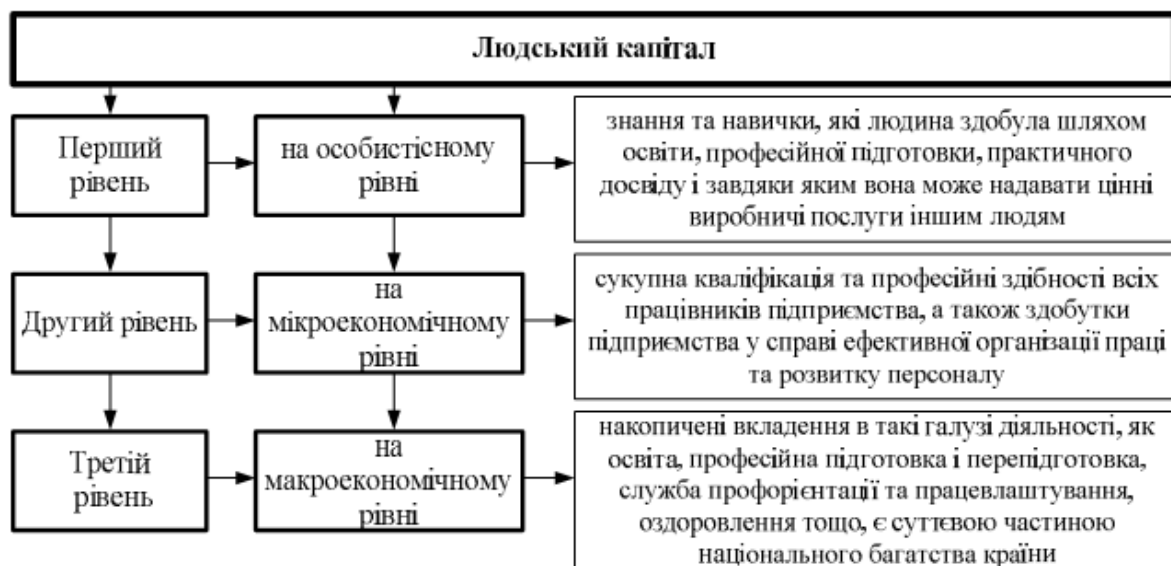 Людський капітал
Перший
рівень
на особистісному
рівні
знання та навички, які людина здобула шляхом
освіти, професійної підготовки, практичного
досвіду і завдяки яким вона може надавати цінні
виробничі послуги іншим людям
Другий рівень
на
мікроекономічному
рівні
сукупна кваліфікація та професійні здібності всіх
працівників підприємства, а також здобутки
підприємства у справі ефективної організації праці
та розвитку персоналу
Третій
рівень
на
макроекономічному
рівні
накопичені вкладення в такі галузі діяльності, як
освіта, професійна підготовка і перепідготовка,
служба профорієнтації та працевлаштування,
оздоровлення тощо, є суттєвою частиною
національного багатства країни